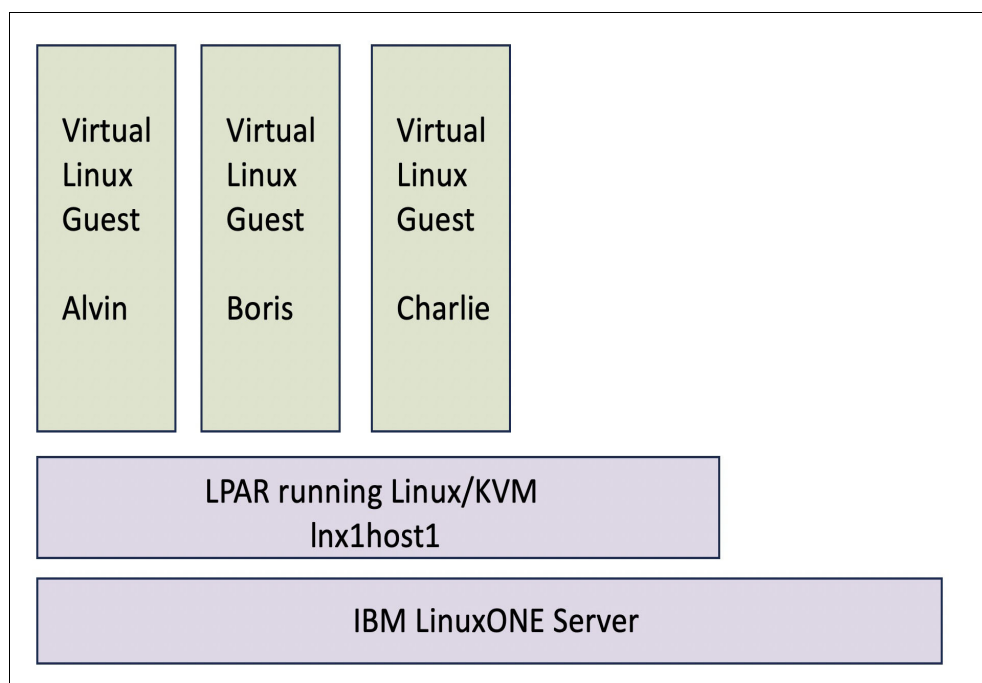 Virtual
Linux
Guest
Alvin
Virtual
Linux
Guest
Boris
Virtual
Linux
Guest
Charlie
LPAR running Linux/KVM
lnx1host1
IBM LinuxONE Server